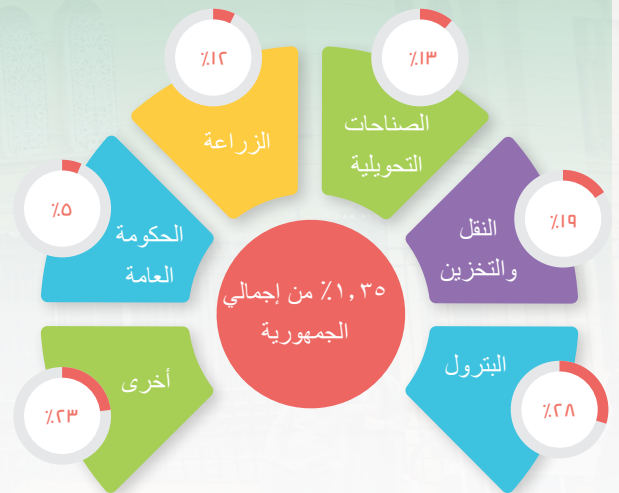 ٪١٣
الصناحات
التحويلية
٪١٢
الزراعة
٪١٩
النقل
والتخزين
٪٥
الحكومة
العامة
١,٣٥٪ من إجمالي
الجمهورية
البترول
٪٢٨
أخرى
٪٢٣